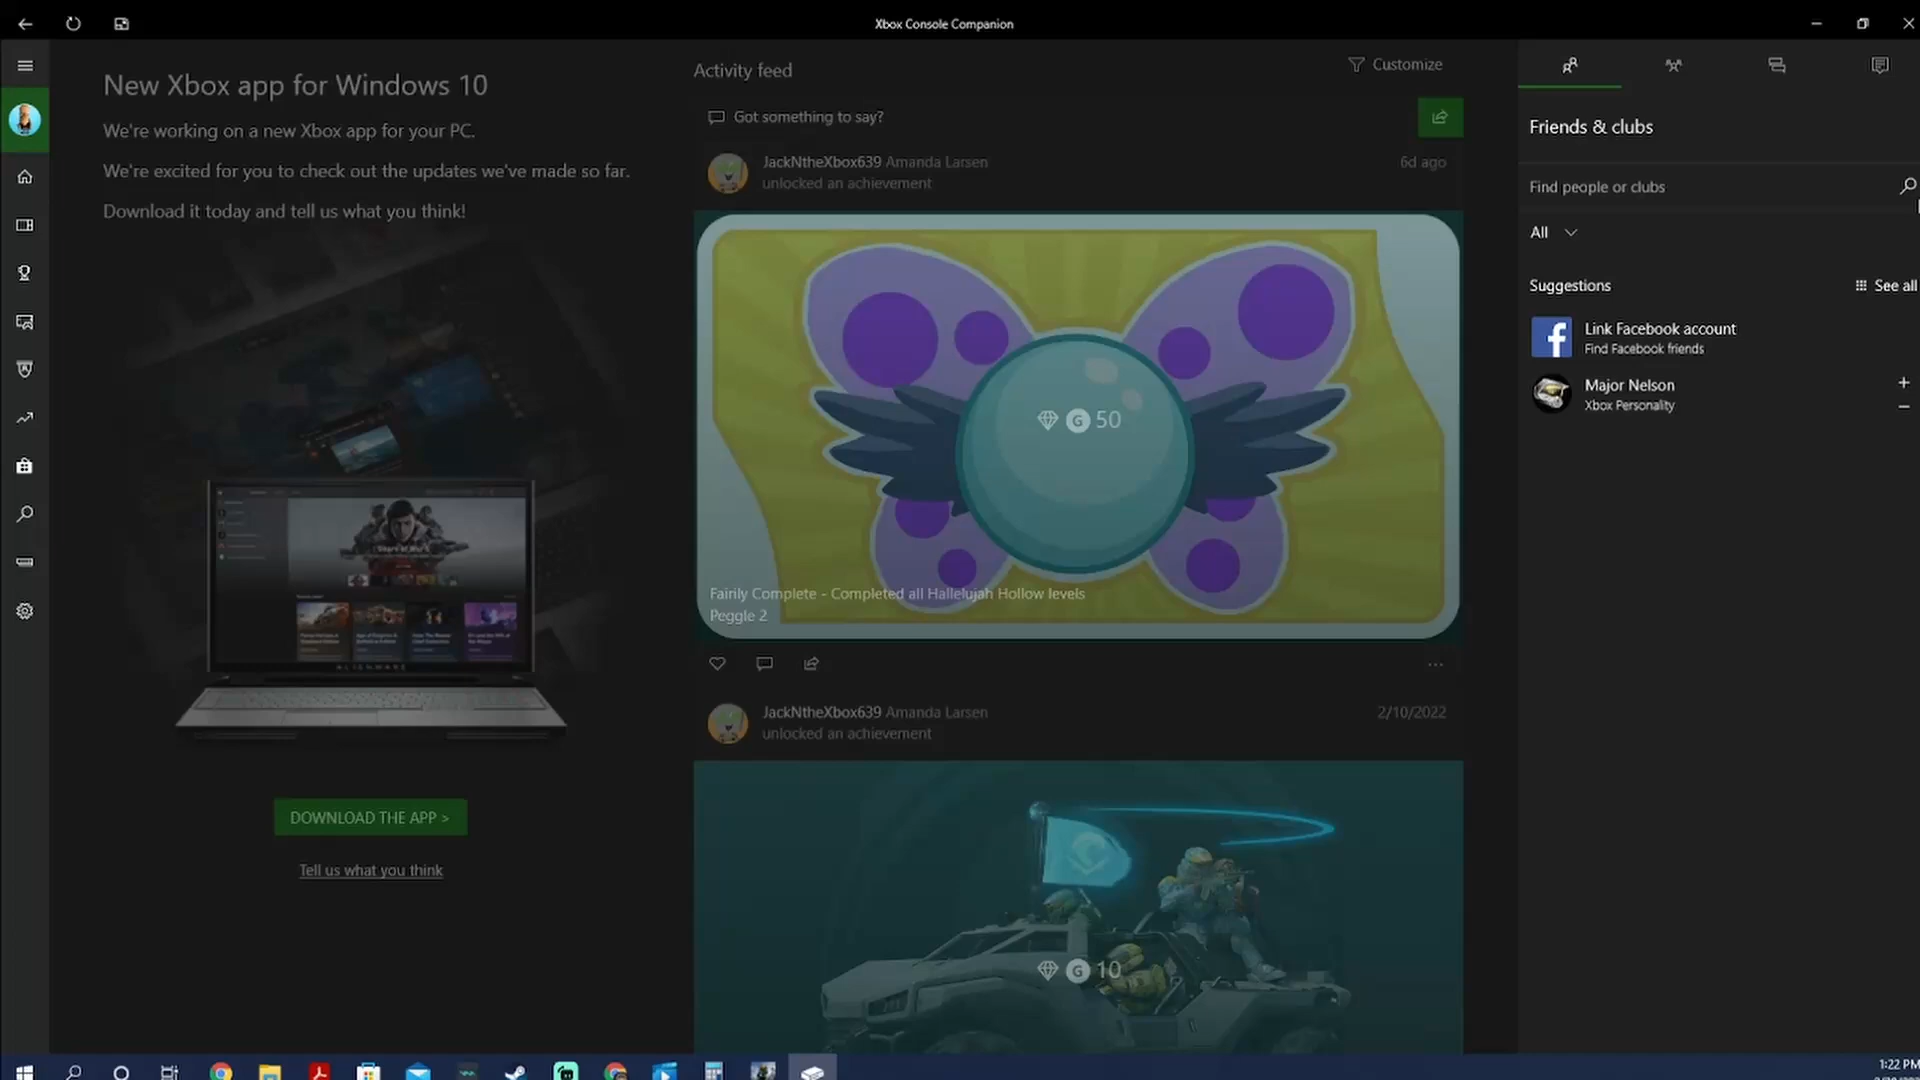 Xbox Console Companion
New Xbox app for Windows 10
We're working on a new Xbox app for your PC.
We're excited for you to check out the updates we've made so far.
Download it today and tell us what you think!
DOWNLOAD THE APP >
Tell us what you think
Activity feed
Customize
Got something to say?
JackNtheXbox639 Amanda Larsen
6d ago
unlocked an achievement
G 50
Fairily Complete - Completed all Hallelujah Hollow levels
Peggle 2
JackNtheXbox639 Amanda Larsen
2/10/2022
unlocked an achievement
G 10
Friends & clubs
Find people or clubs
All
Suggestions
See all
Link Facebook account
Find Facebook friends
Major Nelson
Xbox Personality
1:22 PM